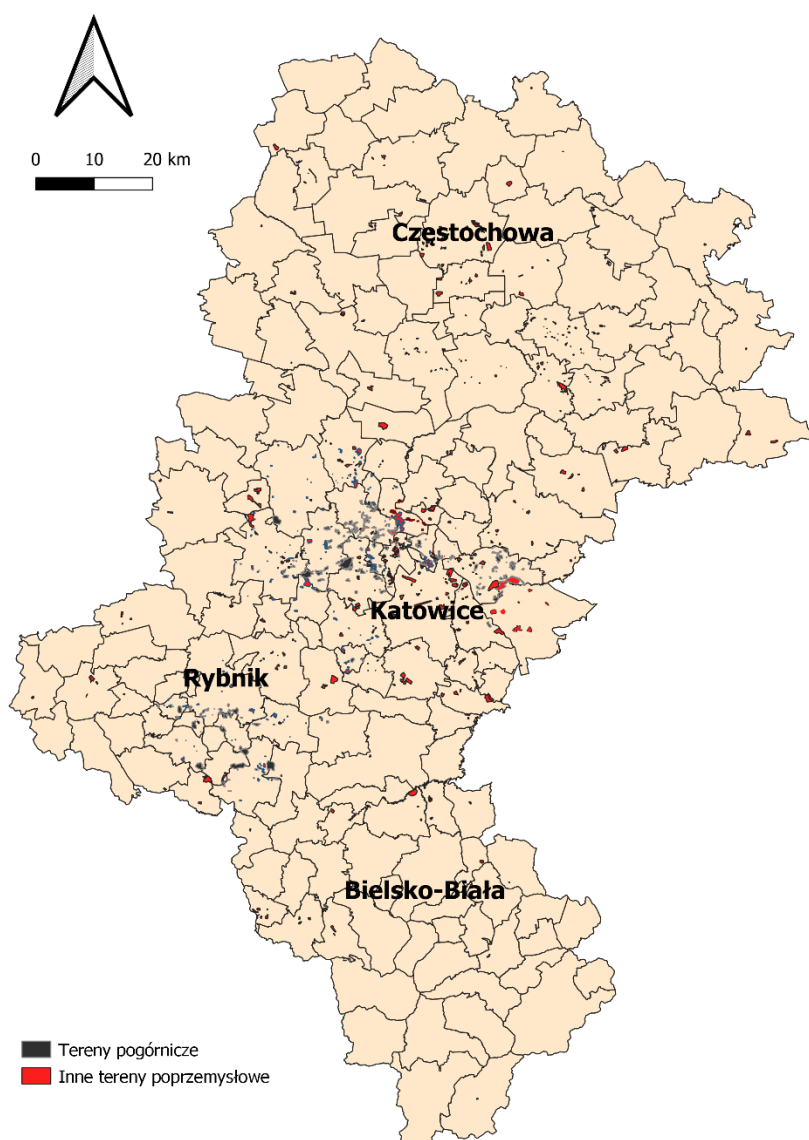 0 10 20 km
Częstochowa
Katowice
Rybnik
Bielsko-Biała
Tereny pogórnicze
Inne tereny poprzemysłowe